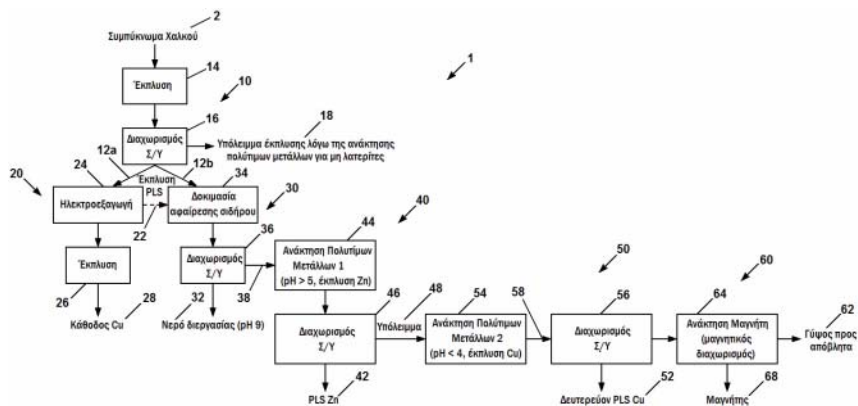 2
Συμπύκνωμα Χαλκού
14
Έκπλυση
10
1
16
18
Διαχωρισμός
Σ/Υ
Υπόλειμμα έκπλυσης λόγω της ανάκτησης
πολύτιμων μετάλλων για μη λατερίτες
12a
12b
24
Έκπλυση
PLS
34
20
Ηλεκτροεξαγωγή
Δοκιμασία
αφαίρεσης σιδήρου
30
22
40
44
36
Έκπλυση
Διαχωρισμός
Σ/Υ
Ανάκτηση Πολυτίμων
Μετάλλων 1
(pH > 5, έκπλυση Zn)
50
60
26
28
32
38
46
48
54
58
56
64
62
Κάθοδος Cu
Νερό διεργασίας (pH 9)
Διαχωρισμός
Σ/Υ
Υπόλειμμα
Ανάκτηση Πολύτιμων
Μετάλλων 2
(pH < 4, έκπλυση Cu)
Διαχωρισμός
Σ/Υ
Ανάκτηση Μαγνήτη
(μαγνητικός
διαχωρισμός)
Γύψος προς
απόβλητα
42
52
68
PLS Zn
Δευτερεύον PLS Cu
Μαγνήτης